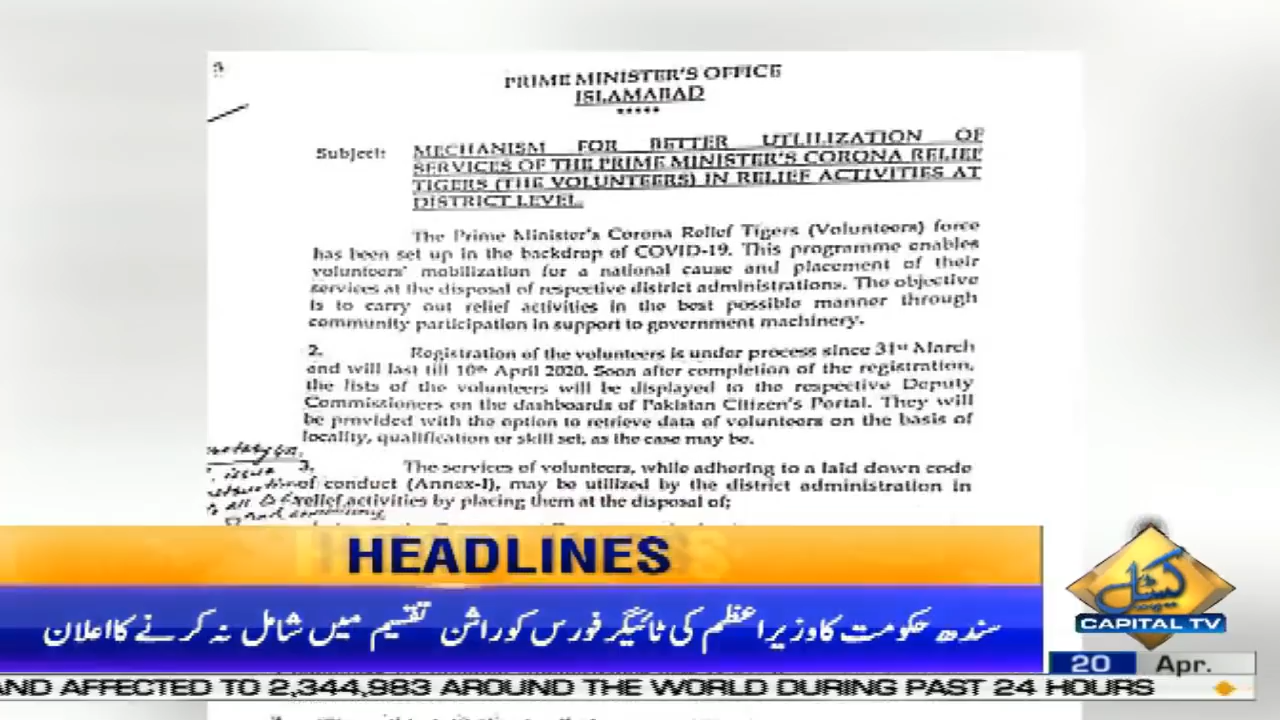 PRIME MINISTER'S OFFICE
ISLAMABAD
*****
Subject: MECHANISM FOR BETTER UTLILIZATION OF
SERVICES OF THE PRIME MINISTER'S CORONA RELIEF
TIGERS (THE VOLUNTEERS) IN RELIEF ACTIVITIES AT
DISTRICT LEVEL.
The Prime Minister's Corona Relief Tigers (Volunteers) force
has been set up in the backdrop of COVID-19. This programme enables
volunteers' mobilization for a national cause and placement of their
services at the disposal of respective district administrations. The objective
is to carry out relief activities in the best possible manner through
community participation in support to government machinery.
2. Registration of the volunteers is under process since 31st March
and will last till 10th April 2020. Soon after completion of the registration,
the lists of the volunteers will be displayed to the respective Deputy
Commissioners on the dashboards of Pakistan Citizen's Portal. They will
be provided with the option to retrieve data of volunteers on the basis of
locality, qualification or skill set, as the case may be.
3. The services of volunteers, while adhering to a laid down code
of conduct (Annex-I), may be utilized by the district administration in
relief activities by placing them at the disposal of;
HEADLINES
سندھ حکومت کا وزیراعظم کی ٹائیگر فورس کو راشن تقسیم میں شامل نہ کرنے کا اعلان
کیپٹل
CAPITAL TV
20 Apr.
AND AFFECTED TO 2,344,983 AROUND THE WORLD DURING PAST 24 HOURS